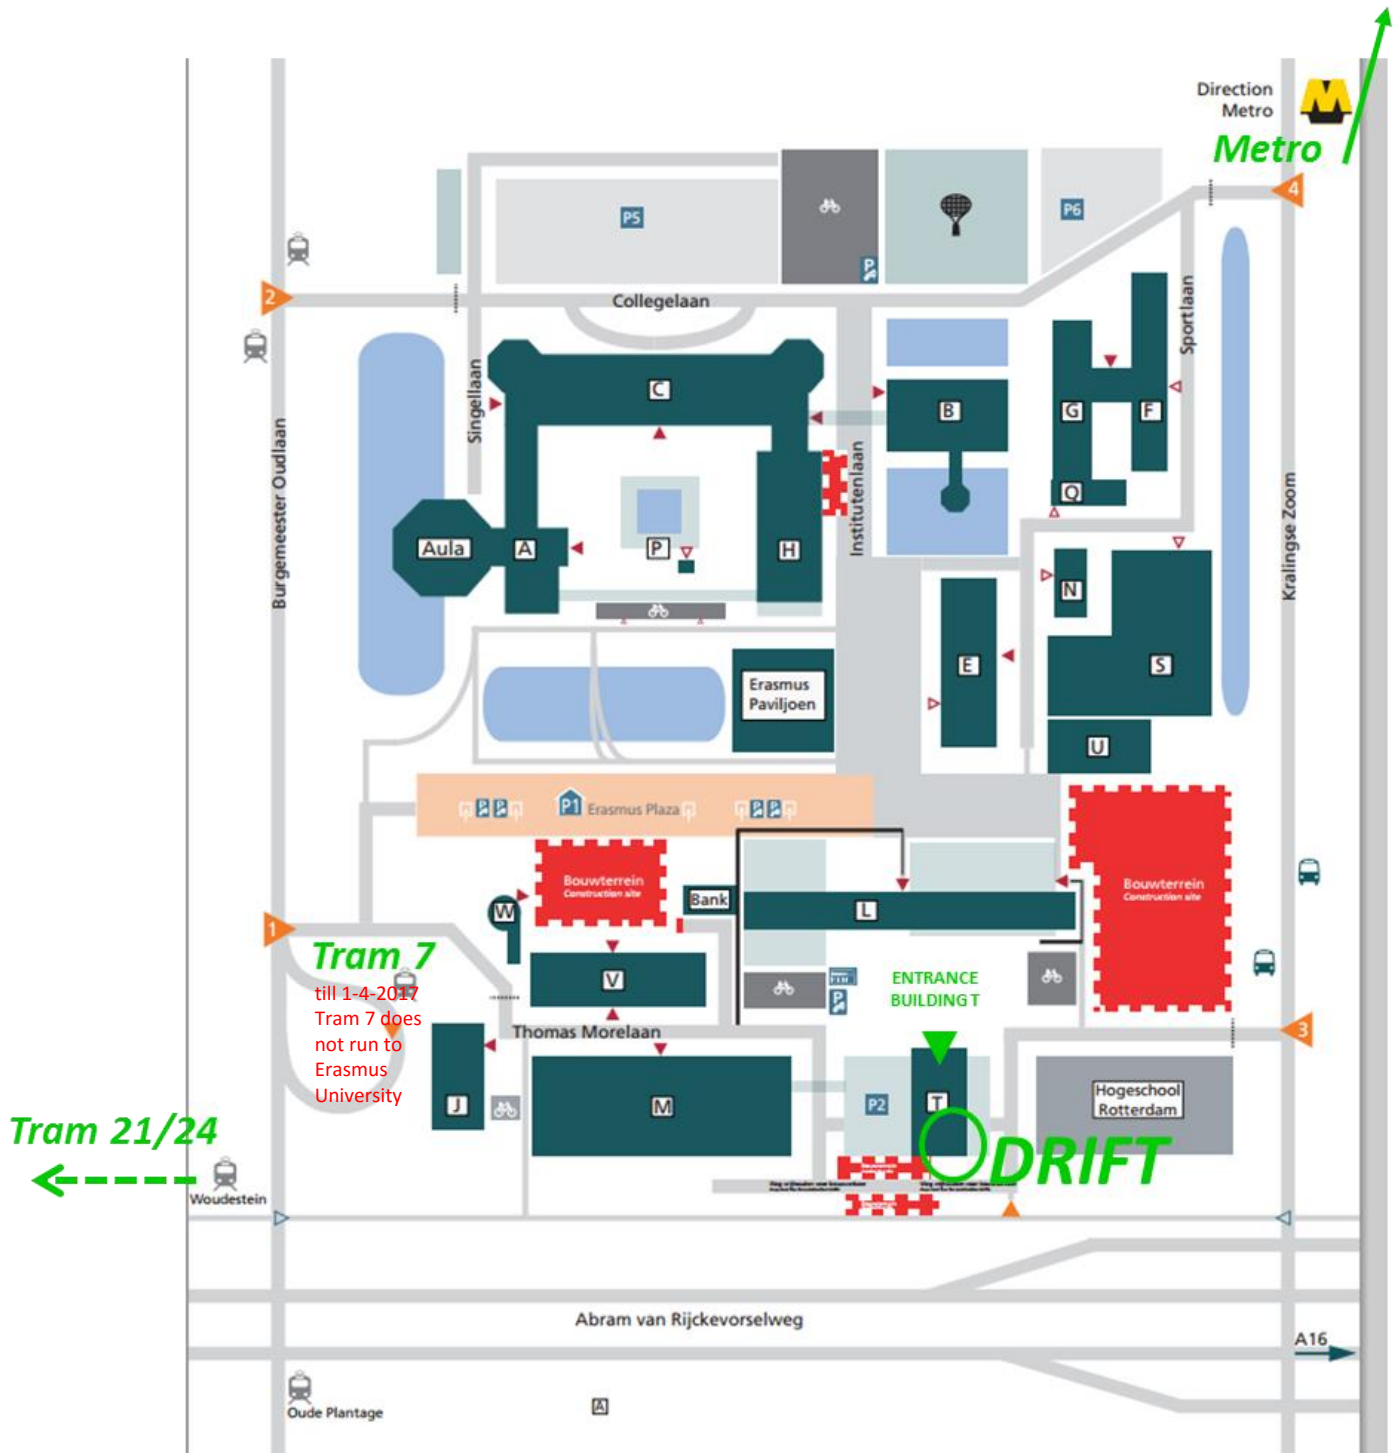 Direction
Metro
Metro
4
P5
P6
P
2
Collegelaan
Sportlaan
Singellaan
C
B
G
F
Burgemeester Oudlaan
Institutenlaan
Kralingse Zoom
Q
Aula
A
P
H
N
E
S
Erasmus
Paviljoen
U
P P
P1
Erasmus Plaza
P P
Bouwterrein
Construction site
Bouwterrein
Construction site
Bank
W
L
1
Tram 7
till 1-4-2017
Tram 7 does
not run to
Erasmus
University
V
P
ENTRANCE
BUILDING T
Thomas Morelaan
3
J
M
P2
T
Hogeschool
Rotterdam
Tram 21/24
DRIFT
Woudestein
Abram van Rijckevorselweg
A16
Oude Plantage
A